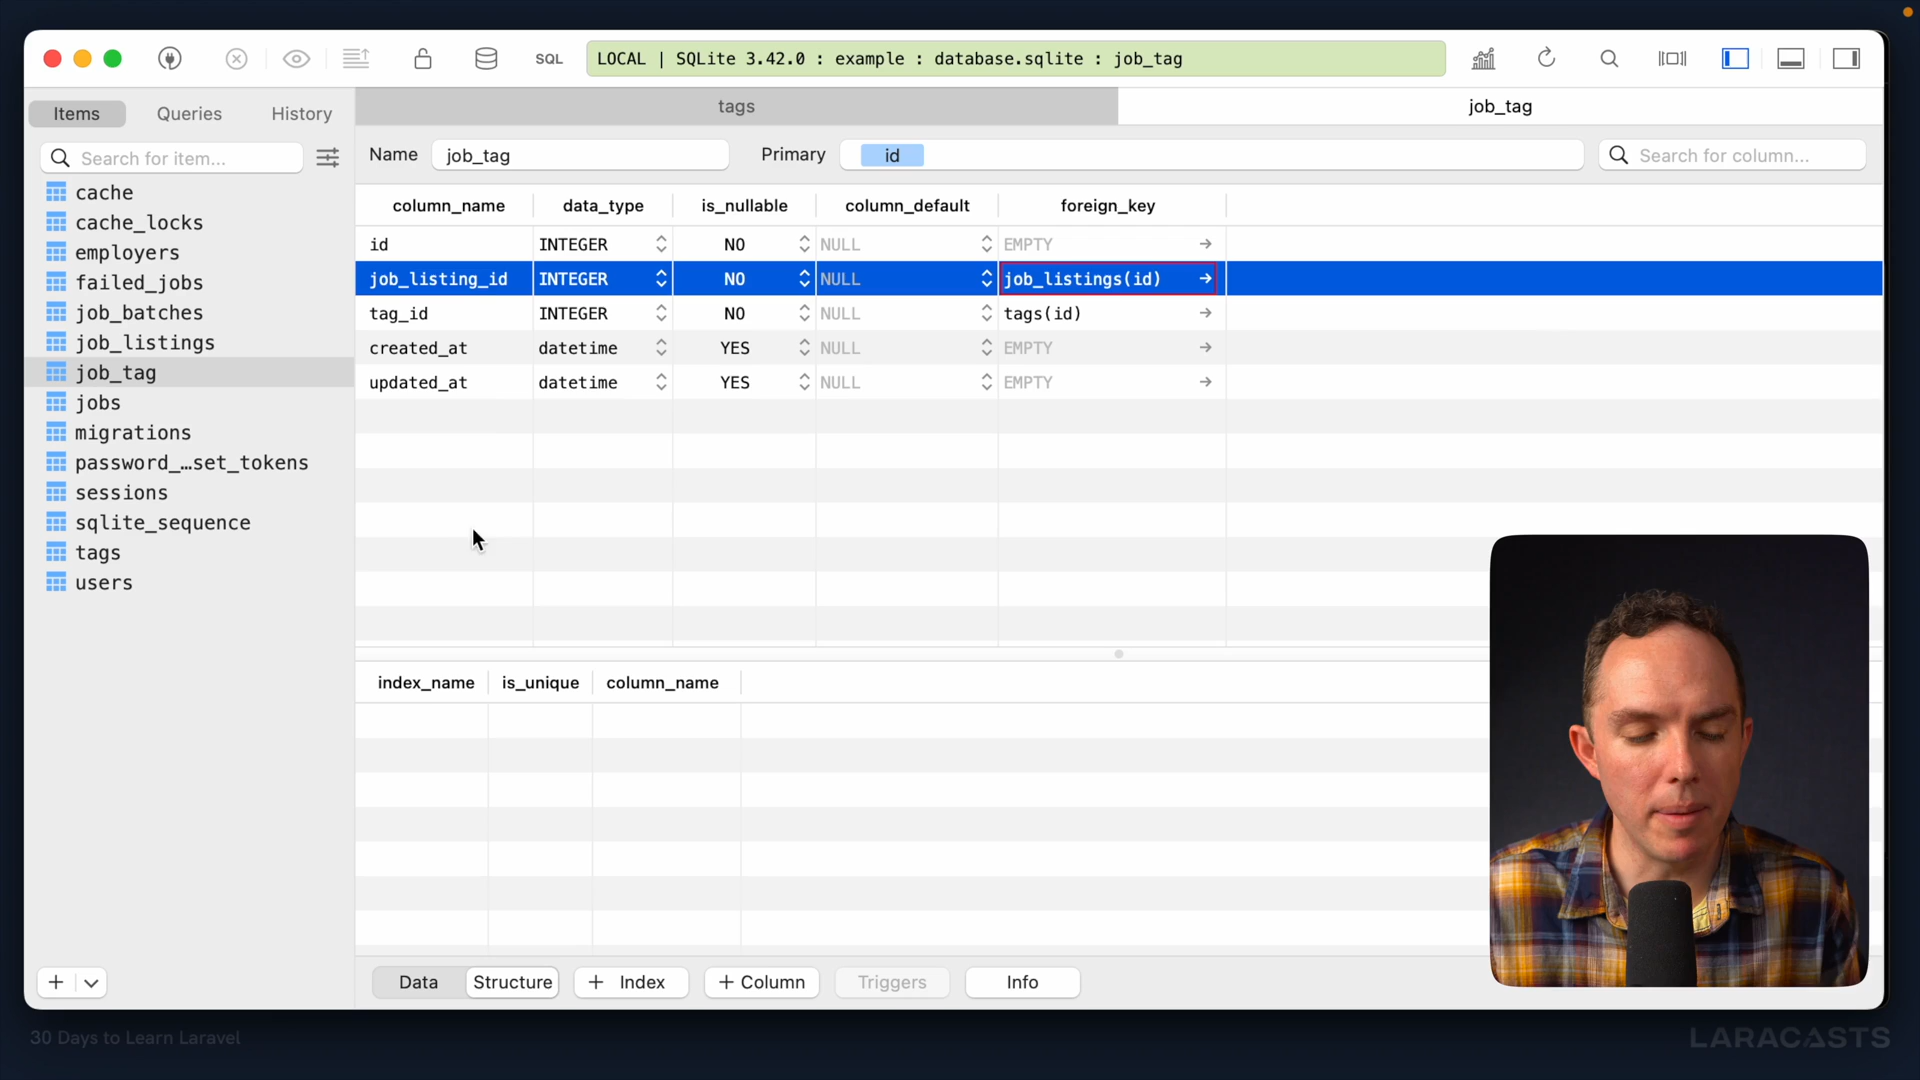 SQL
LOCAL | SQLite 3.42.0 : example : database.sqlite : job_tag
Items Queries History
tags job_tag
Search for item...
Name job_tag Primary id Search for column...
cache
cache_locks
employers
failed_jobs
job_batches
job_listings
job_tag
jobs
migrations
password_…set_tokens
sessions
sqlite_sequence
tags
users
column_name data_type is_nullable column_default foreign_key
id INTEGER NO NULL EMPTY
job_listing_id INTEGER NO NULL job_listings(id)
tag_id INTEGER NO NULL tags(id)
created_at datetime YES NULL EMPTY
updated_at datetime YES NULL EMPTY
index_name is_unique column_name
+ Data Structure + Index + Column Triggers Info
30 Days to Learn Laravel
LARACASTS